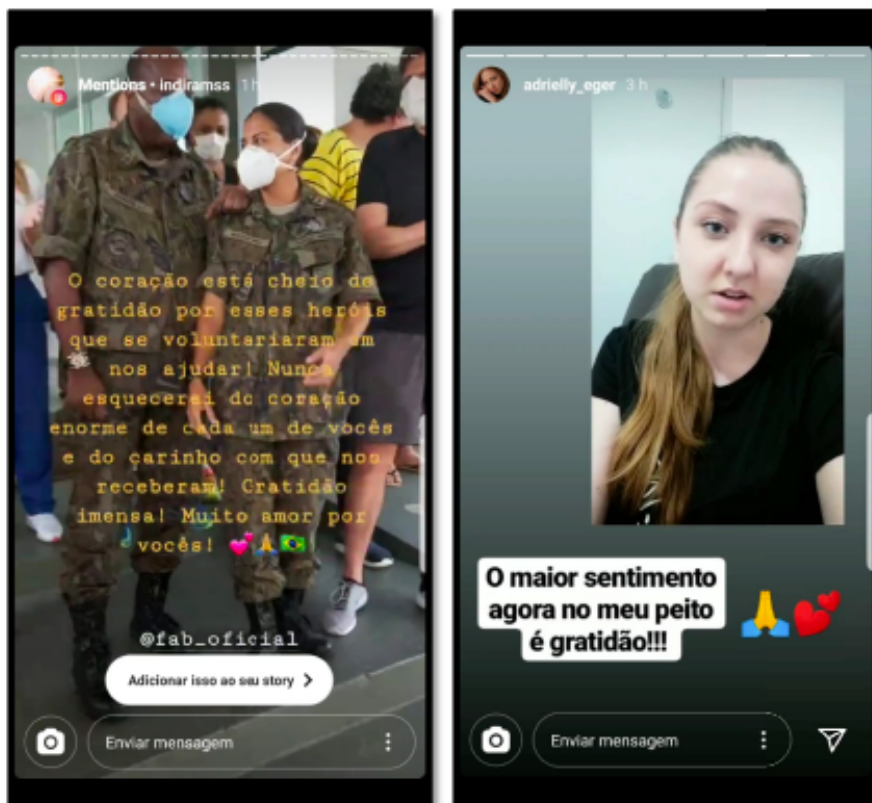 Mentions • indiramss 1 h
O coração está cheio de
gratidão por esses heróis
que se voluntariaram em
nos ajudar! Nunca
esquecerei do coração
enorme de cada um de vocês
e do carinho com que nos
receberam! Gratidão
imensa! Muito amor por
vocês! 💕🙏🇧🇷
@fab_oficial
Adicionar isso ao seu story >
Enviar mensagem
adrielly_eger 3 h
O maior sentimento
agora no meu peito
é gratidão!!! 🙏💕
Enviar mensagem